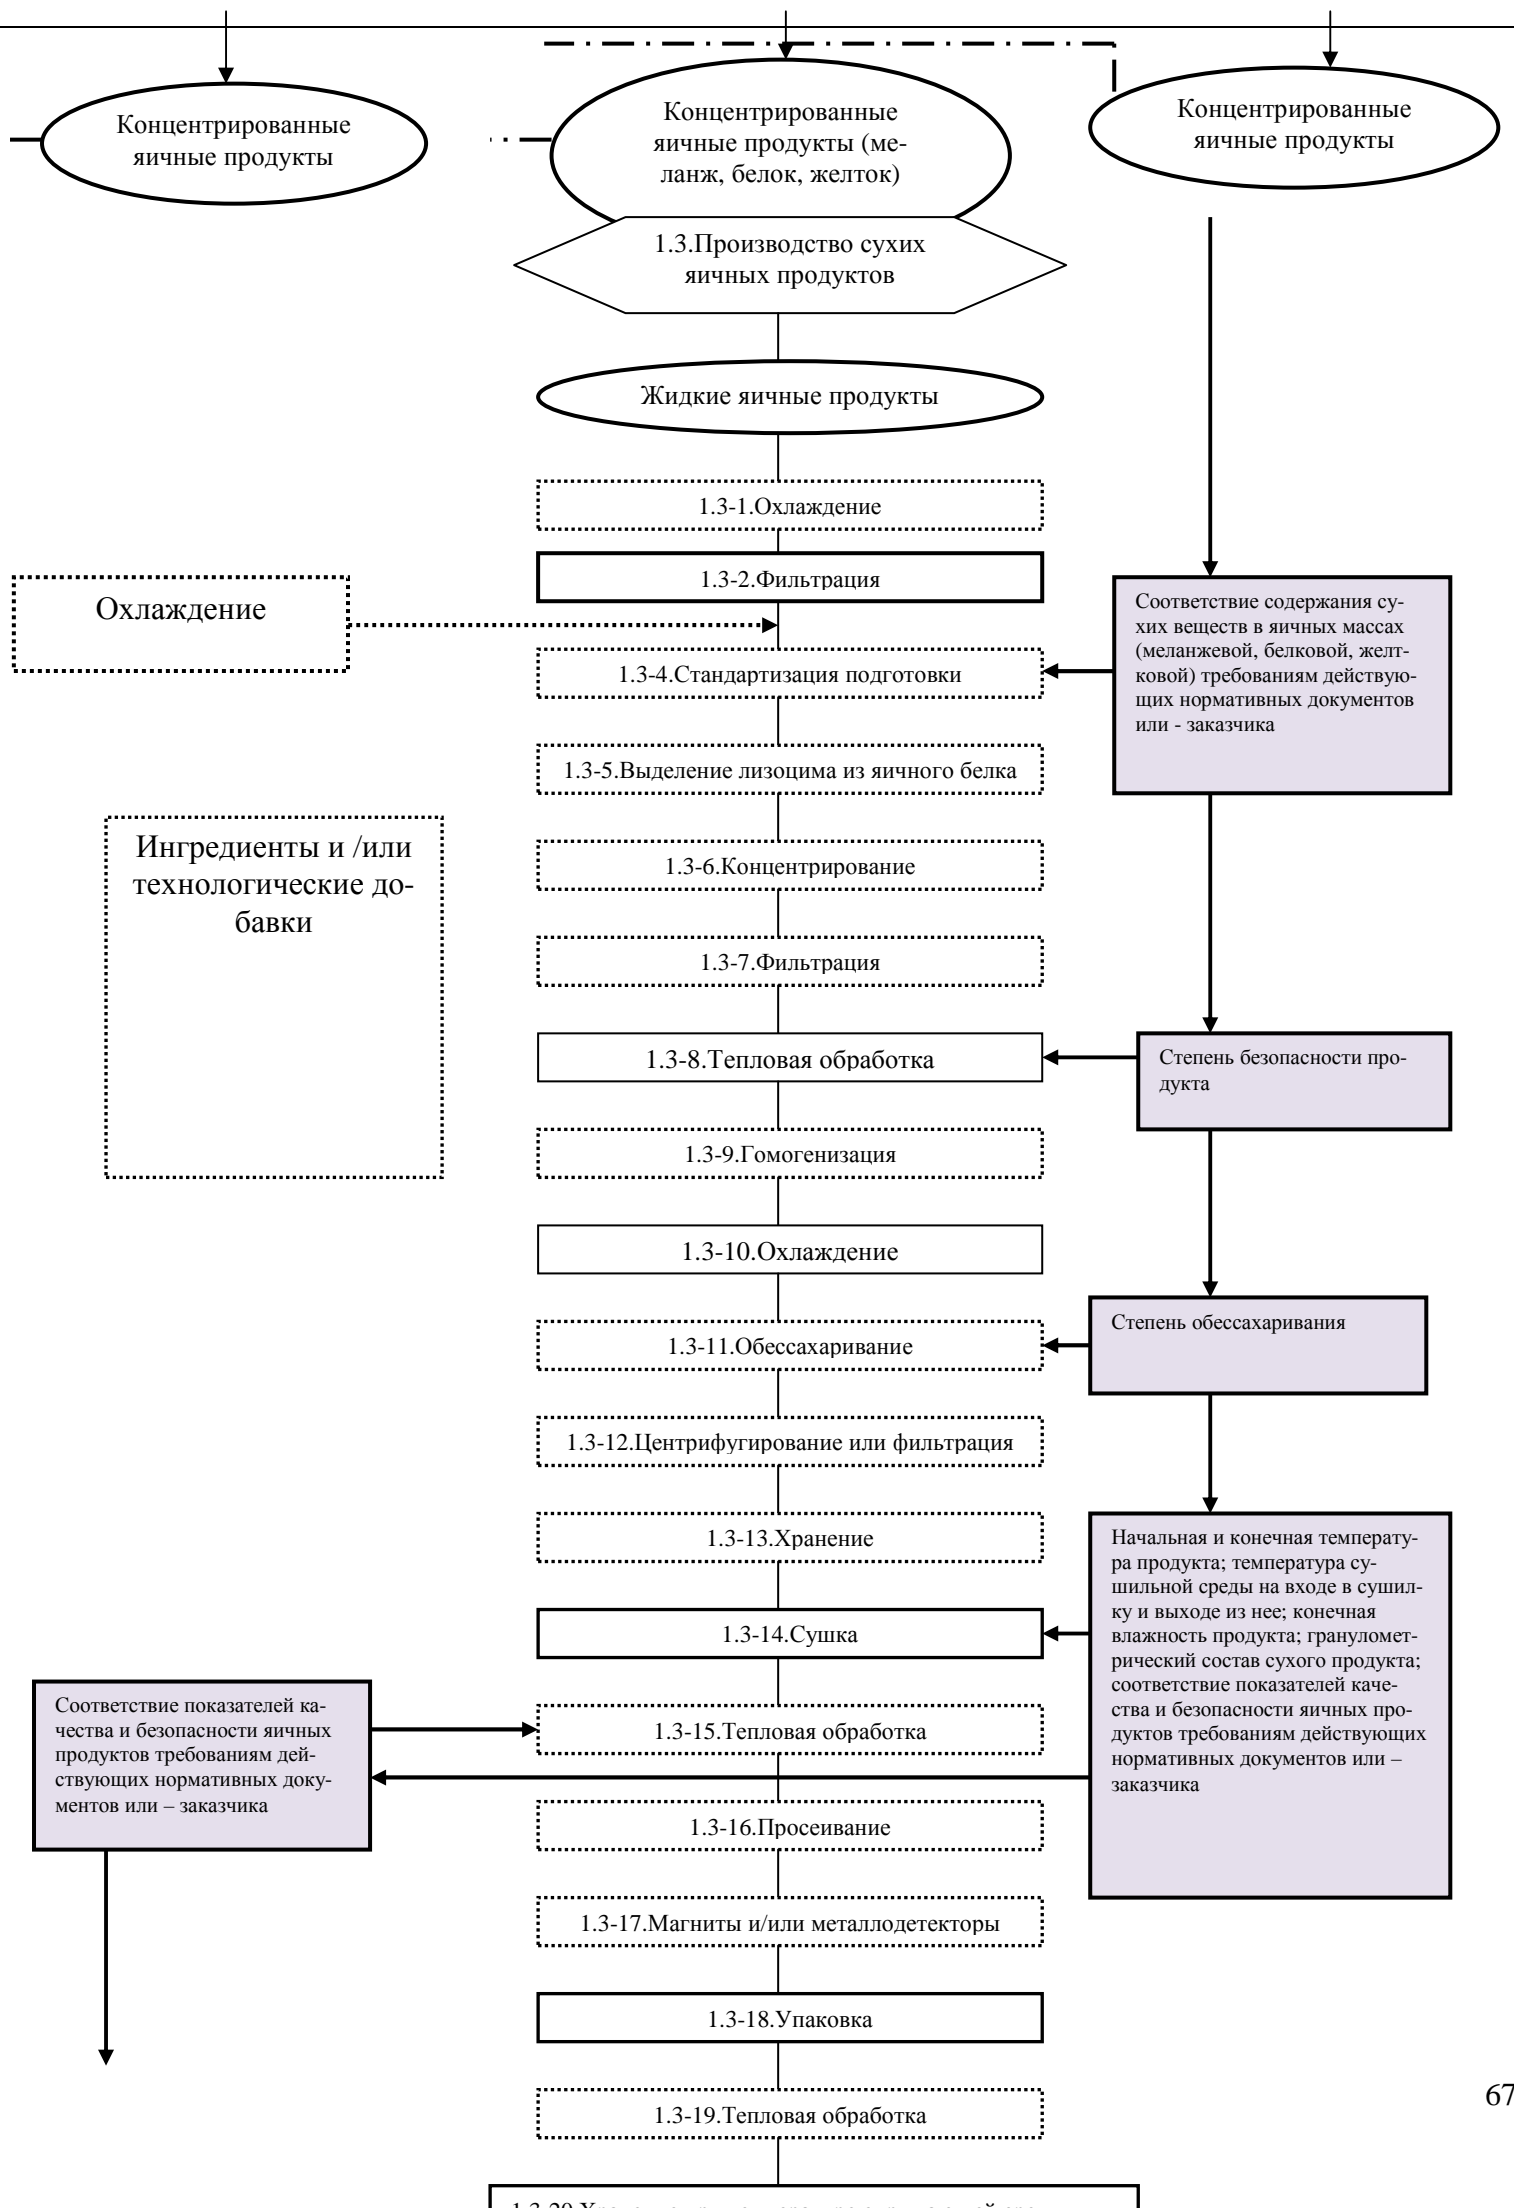 Концентрированные
яичные продукты
Концентрированные
яичные продукты (ме-
ланж, белок, желток)
Концентрированные
яичные продукты
1.3.Производство сухих
яичных продуктов
Жидкие яичные продукты
1.3-1.Охлаждение
1.3-2.Фильтрация
Охлаждение
Соответствие содержания су-
хих веществ в яичных массах
(меланжевой, белковой, желт-
ковой) требованиям действую-
щих нормативных документов
или - заказчика
1.3-4.Стандартизация подготовки
1.3-5.Выделение лизоцима из яичного белка
Ингредиенты и /или
технологические до-
бавки
1.3-6.Концентрирование
1.3-7.Фильтрация
1.3-8.Тепловая обработка
Степень безопасности про-
дукта
1.3-9.Гомогенизация
1.3-10.Охлаждение
Степень обессахаривания
1.3-11.Обессахаривание
1.3-12.Центрифугирование или фильтрация
1.3-13.Хранение
Начальная и конечная температу-
ра продукта; температура су-
шильной среды на входе в сушил-
ку и выходе из нее; конечная
влажность продукта; грануломет-
рический состав сухого продукта;
соответствие показателей каче-
ства и безопасности яичных про-
дуктов требованиям действующих
нормативных документов или –
заказчика
1.3-14.Сушка
Соответствие показателей ка-
чества и безопасности яичных
продуктов требованиям дей-
ствующих нормативных доку-
ментов или – заказчика
1.3-15.Тепловая обработка
1.3-16.Просеивание
1.3-17.Магниты и/или металлодетекторы
1.3-18.Упаковка
67
1.3-19.Тепловая обработка